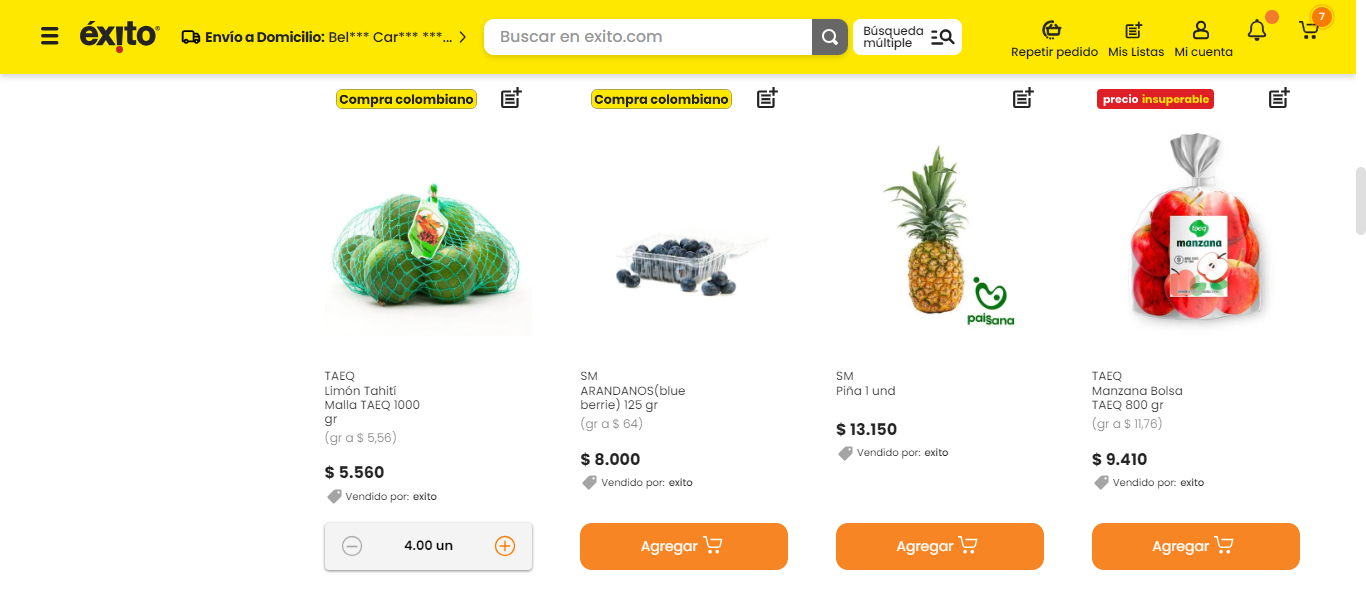 éxito
Envío a Domicilio: Bel*** Car*** ***...
Buscar en exito.com
Búsqueda
múltiple
Repetir pedido
Mis Listas
Mi cuenta
7
Compra colombiano
Compra colombiano
precio insuperable
paissana
taeq
manzana
TAEQ
Limón Tahití
Malla TAEQ 1000
gr
(gr a $ 5,56)
$ 5.560
Vendido por: exito
4.00 un
SM
ARANDANOS(blue
berrie) 125 gr
(gr a $ 64)
$ 8.000
Vendido por: exito
Agregar
SM
Piña 1 und
$ 13.150
Vendido por: exito
Agregar
TAEQ
Manzana Bolsa
TAEQ 800 gr
(gr a $ 11,76)
$ 9.410
Vendido por: exito
Agregar